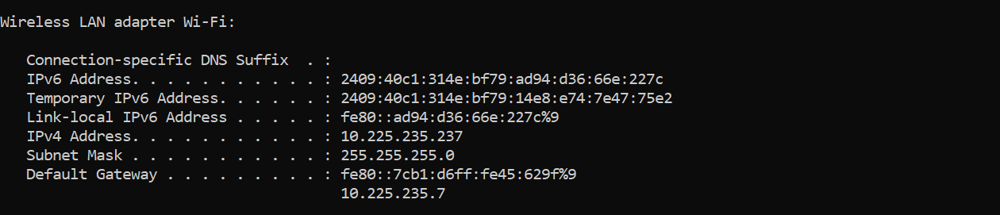 Wireless LAN adapter Wi-Fi:
Connection-specific DNS Suffix  . :
IPv6 Address. . . . . . . . . . . : 2409:40c1:314e:bf79:ad94:d36:66e:227c
Temporary IPv6 Address. . . . . . : 2409:40c1:314e:bf79:14e8:e74:7e47:75e2
Link-local IPv6 Address . . . . . : fe80::ad94:d36:66e:227c%9
IPv4 Address. . . . . . . . . . . : 10.225.235.237
Subnet Mask . . . . . . . . . . . : 255.255.255.0
Default Gateway . . . . . . . . . : fe80::7cb1:d6ff:fe45:629f%9
10.225.235.7